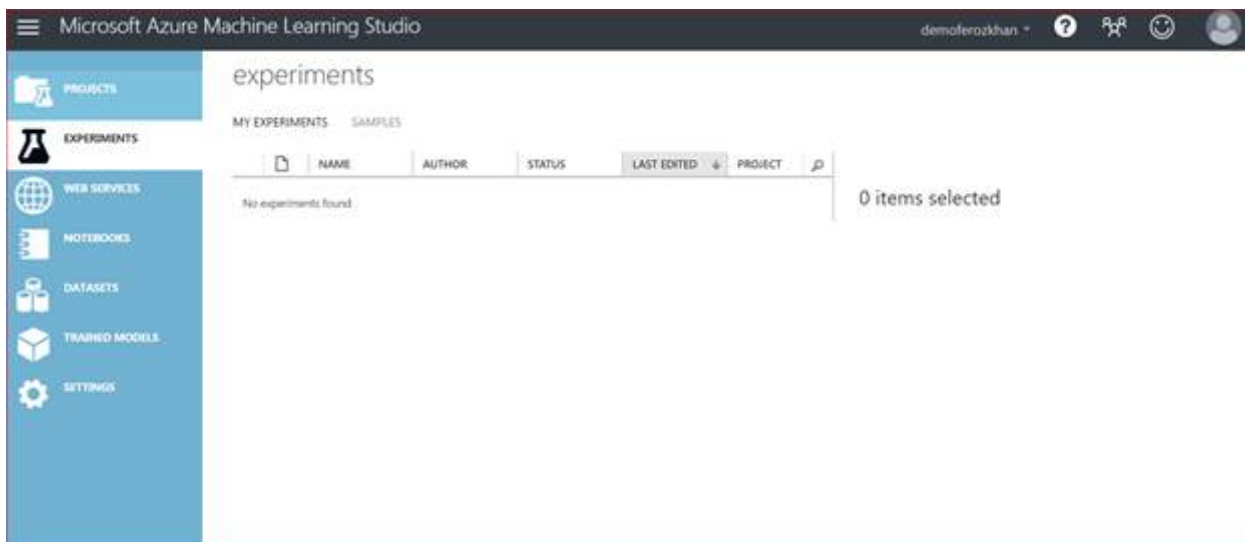 Microsoft Azure Machine Learning Studio demoferozkhan ?
PROJECTS
EXPERIMENTS
WEB SERVICES
NOTEBOOKS
DATASETS
TRAINED MODELS
SETTINGS
experiments
MY EXPERIMENTS SAMPLES
NAME AUTHOR STATUS LAST EDITED PROJECT
No experiments found
0 items selected